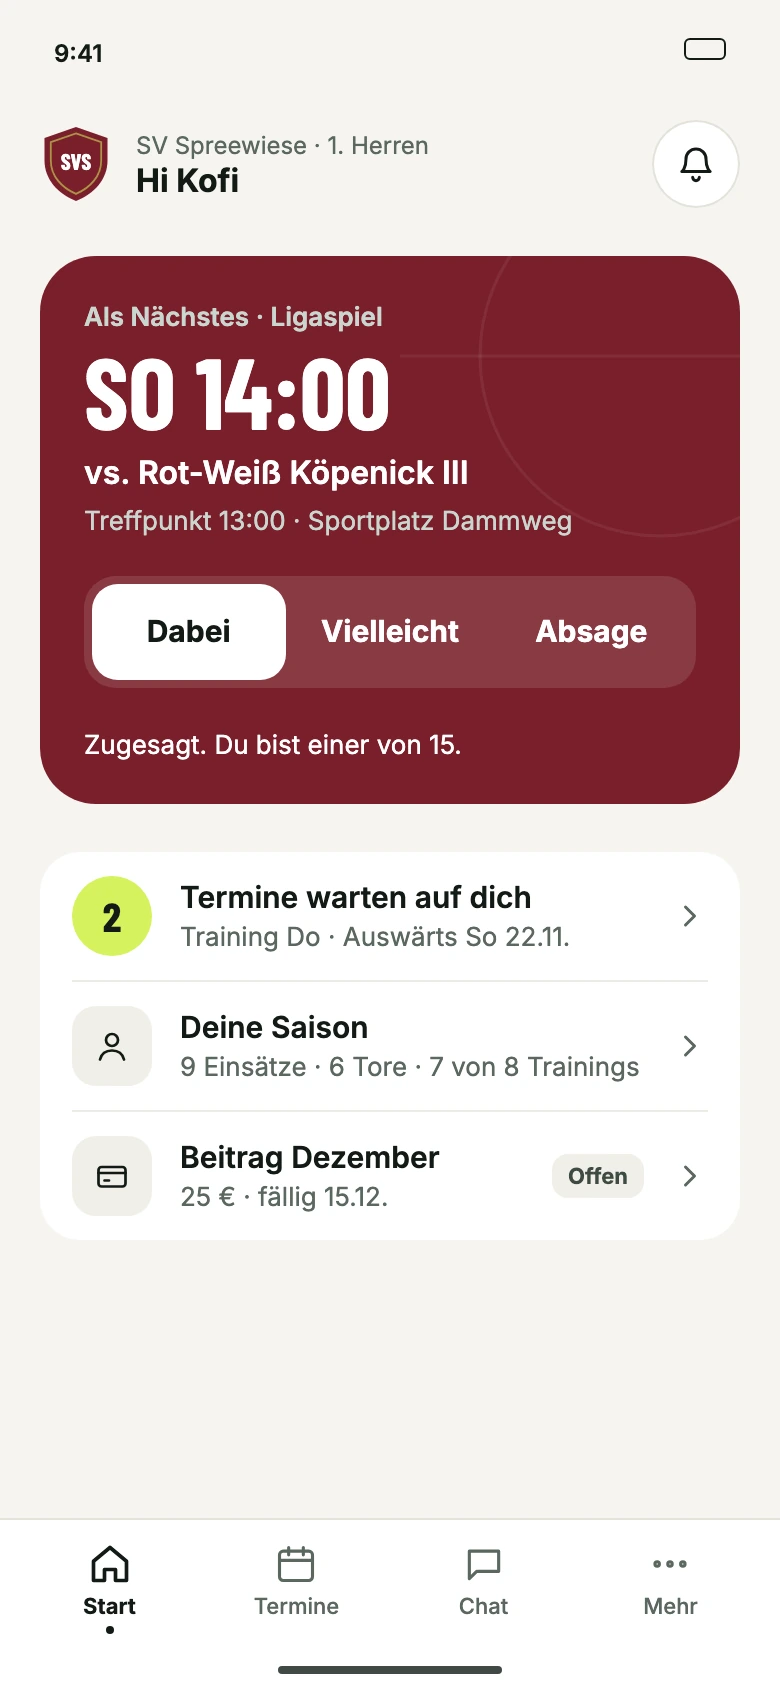 9:41
SVS
SV Spreewiese · 1. Herren
Hi Kofi
Als Nächstes · Ligaspiel
SO 14:00
vs. Rot-Weiß Köpenick III
Treffpunkt 13:00 · Sportplatz Dammweg
Dabei
Vielleicht
Absage
Zugesagt. Du bist einer von 15.
2
Termine warten auf dich
Training Do · Auswärts So 22.11.
Deine Saison
9 Einsätze · 6 Tore · 7 von 8 Trainings
Beitrag Dezember
25 € · fällig 15.12.
Offen
Start
Termine
Chat
Mehr